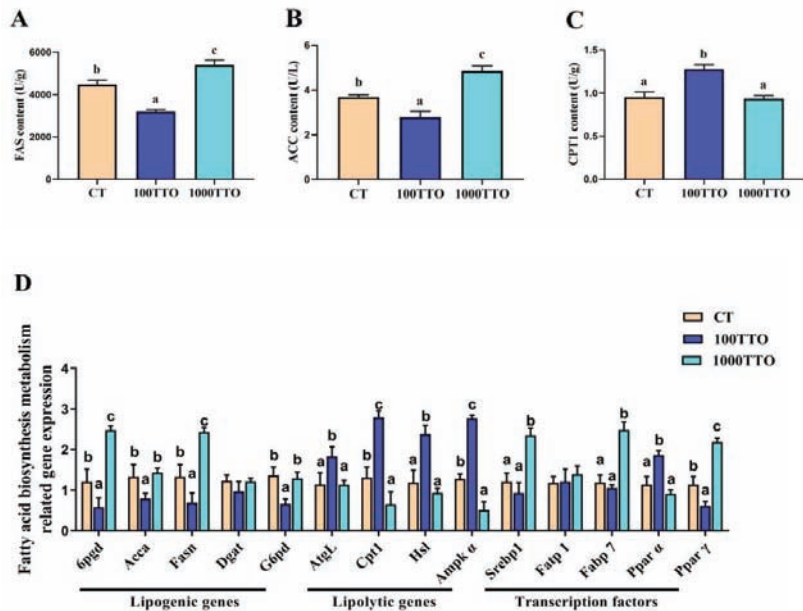 A
B
C
FAS content (U/g)
6000
4000
2000
0
b
a
c
CT
100TTO
1000TTO
ACC content (U/L)
6
4
2
0
b
a
c
CT
100TTO
1000TTO
CPT1 content (U/g)
1.5
1.0
0.5
0.0
a
b
a
CT
100TTO
1000TTO
D
CT
100TTO
1000TTO
Fatty acid biosynthesis metabolism
related gene expression
4
3
2
1
0
b a c
b a b
b a c
b a b
a b a
b c a
a b a
b c a
a a b
a a b
a b a
b a c
6pgd
Acca
Fasn
Dgat
G6pd
AtgL
Cpt1
Hsl
Ampk α
Srebp1
Fatp 1
Fabp 7
Ppar α
Ppar γ
Lipogenic genes
Lipolytic genes
Transcription factors